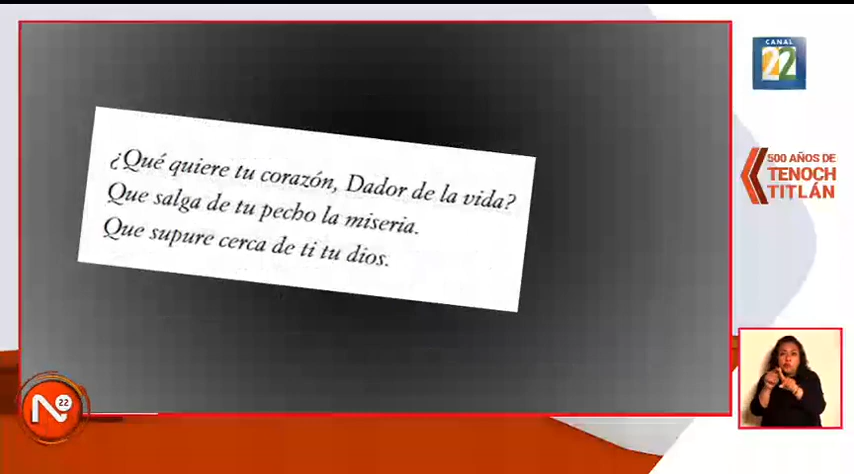 ¿Qué quiere tu corazón, Dador de la vida?
Que salga de tu pecho la miseria.
Que supure cerca de ti tu dios.
CANAL
22
500 AÑOS DE
TENOCH
TITLÁN
N22